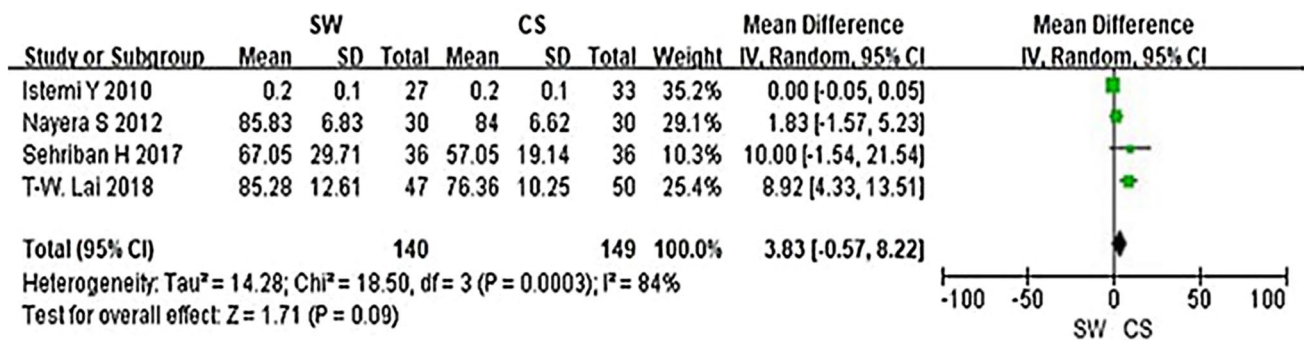 SW CS Mean Difference Mean Difference
Study or Subgroup Mean SD Total Mean SD Total Weight IV, Random, 95% CI IV, Random, 95% CI
Istemi Y 2010 0.2 0.1 27 0.2 0.1 33 35.2% 0.00 [-0.05, 0.05]
Nayera S 2012 85.83 6.83 30 84 6.62 30 29.1% 1.83 [-1.57, 5.23]
Sehriban H 2017 67.05 29.71 36 57.05 19.14 36 10.3% 10.00 [-1.54, 21.54]
T-W. Lai 2018 85.28 12.61 47 76.36 10.25 50 25.4% 8.92 [4.33, 13.51]
Total (95% CI) 140 149 100.0% 3.83 [-0.57, 8.22]
Heterogeneity: Tau² = 14.28; Chi² = 18.50, df = 3 (P = 0.0003); I² = 84%
Test for overall effect: Z = 1.71 (P = 0.09)
-100 -50 0 50 100
SW CS